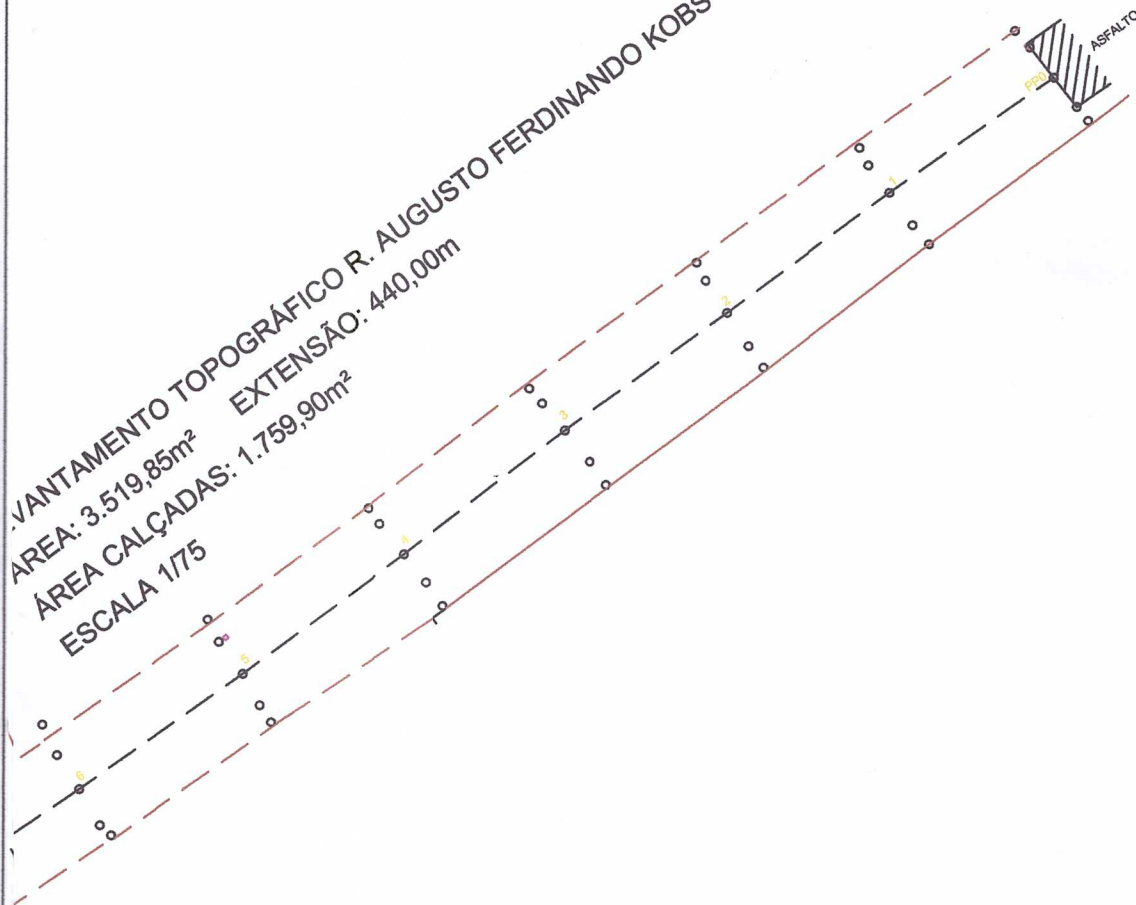 VANTAMENTO TOPOGRÁFICO R. AUGUSTO FERDINANDO KOBS
AREA: 3.519,85m² EXTENSÃO: 440,00m
ÁREA CALÇADAS: 1.759,90m²
ESCALA 1/75
ASFALTO
PP0
1
2
3
4
5
6